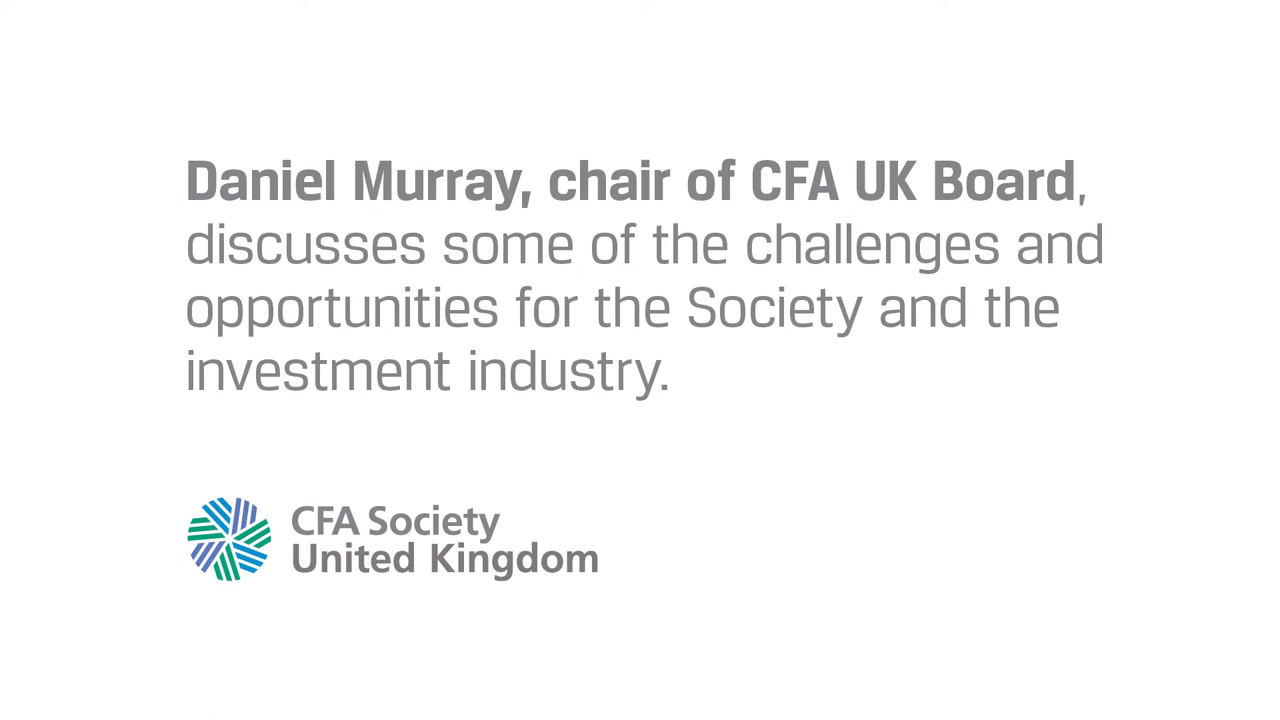 Daniel Murray, chair of CFA UK Board,
discusses some of the challenges and
opportunities for the Society and the
investment industry.
CFA Society
United Kingdom